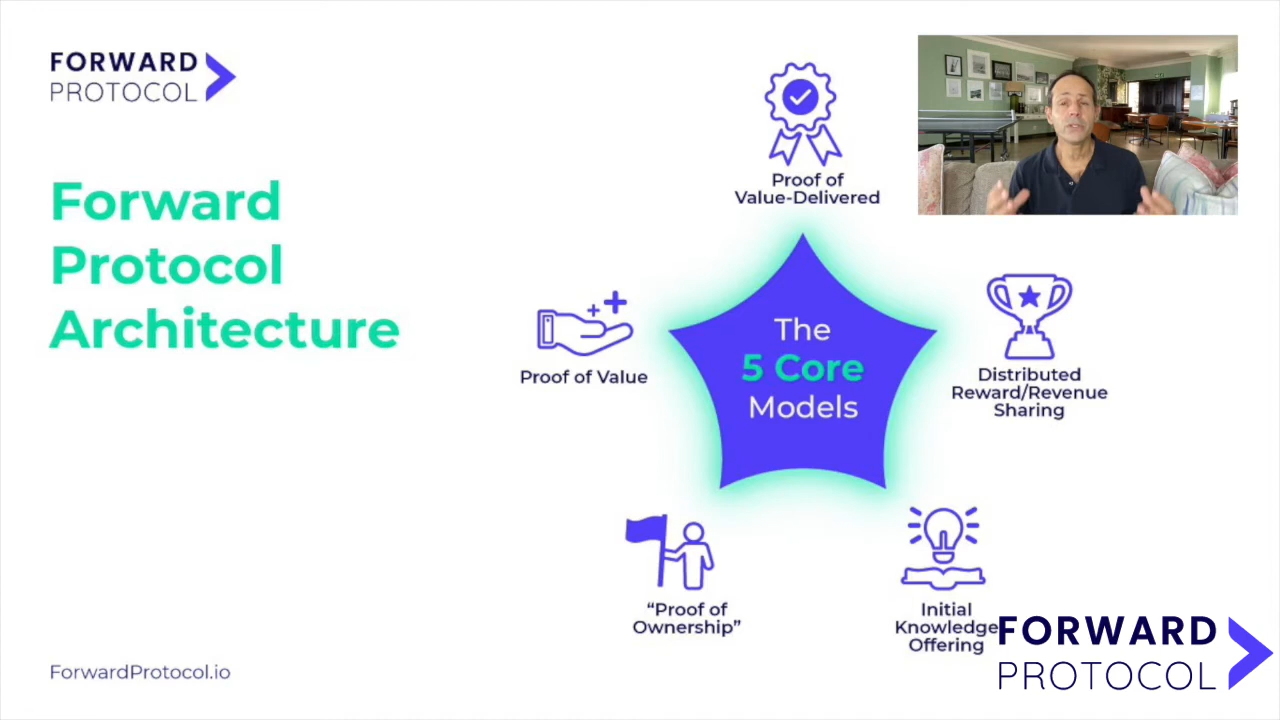 FORWARD
PROTOCOL
Forward
Protocol
Architecture
Proof of
Value-Delivered
Proof of Value
The
5 Core
Models
Distributed
Reward/Revenue
Sharing
“Proof of
Ownership”
Initial
Knowledge
Offering
ForwardProtocol.io
FORWARD
PROTOCOL